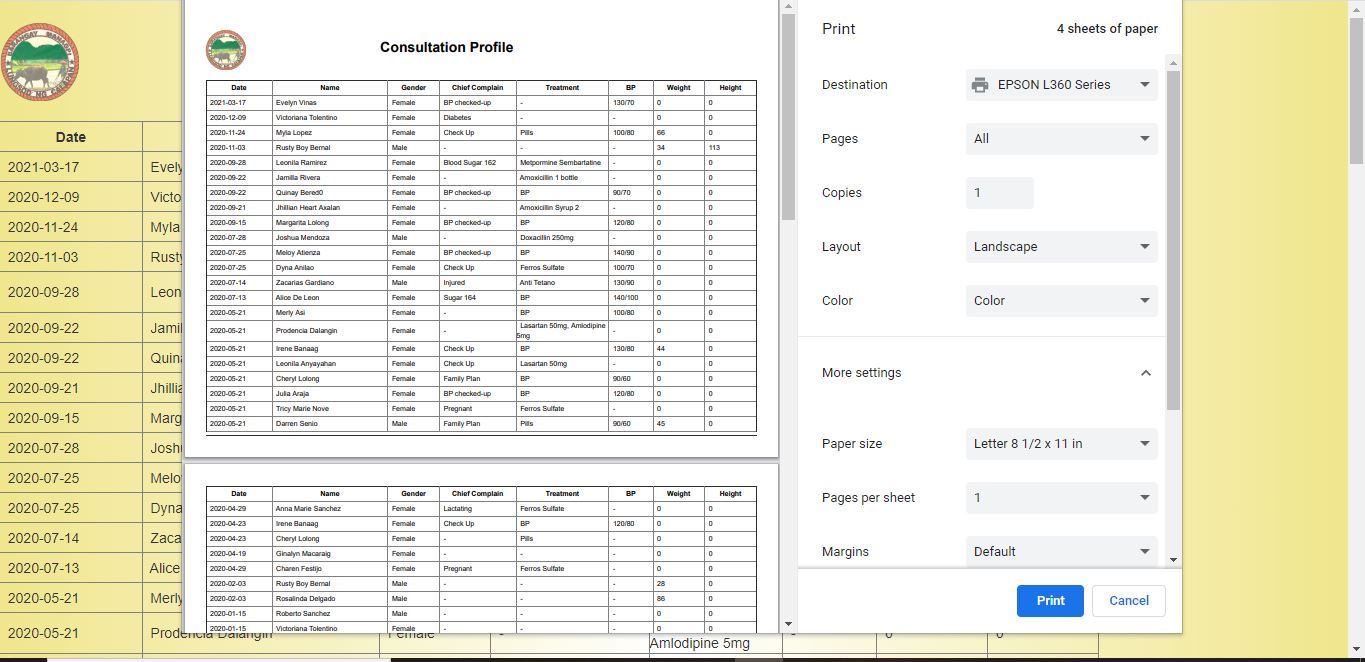 Date
2021-03-17 Evely
2020-12-09 Victo
2020-11-24 Myla
2020-11-03 Rusty
2020-09-28 Leon
2020-09-22 Jamil
2020-09-22 Quina
2020-09-21 Jhillia
2020-09-15 Marg
2020-07-28 Joshu
2020-07-25 Meloy
2020-07-25 Dyna
2020-07-14 Zaca
2020-07-13 Alice
2020-05-21 Merly
2020-05-21 Prodencia Dalangin Female - Amlodipine 5mg - 0 0
Consultation Profile
Date Name Gender Chief Complain Treatment BP Weight Height
2021-03-17 Evelyn Vinas Female BP checked-up - 130/70 0 0
2020-12-09 Victoriana Tolentino Female Diabetes - - 0 0
2020-11-24 Myla Lopez Female Check Up Pills 100/80 66 0
2020-11-03 Rusty Boy Bernal Male - - - 34 113
2020-09-28 Leonila Ramirez Female Blood Sugar 162 Metpormine Sembartatine - 0 0
2020-09-22 Jamilla Rivera Female - Amoxicillin 1 bottle - 0 0
2020-09-22 Quinay Bered0 Female BP checked-up BP 90/70 0 0
2020-09-21 Jhillian Heart Axalan Female - Amoxicillin Syrup 2 - 0 0
2020-09-15 Margarita Lolong Female BP checked-up BP 120/80 0 0
2020-07-28 Joshua Mendoza Male - Doxacillin 250mg - 0 0
2020-07-25 Meloy Atienza Female BP checked-up BP 140/90 0 0
2020-07-25 Dyna Anilao Female Check Up Ferros Sulfate 100/70 0 0
2020-07-14 Zacarias Gardiano Male Injured Anti Tetano 130/90 0 0
2020-07-13 Alice De Leon Female Sugar 164 BP 140/100 0 0
2020-05-21 Merly Asi Female - BP 100/80 0 0
2020-05-21 Prodencia Dalangin Female - Lasartan 50mg, Amlodipine 5mg - 0 0
2020-05-21 Irene Banaag Female Check Up BP 130/80 44 0
2020-05-21 Leonila Anyayahan Female Check Up Lasartan 50mg - 0 0
2020-05-21 Cheryl Lolong Female Family Plan BP 90/60 0 0
2020-05-21 Julia Araja Female BP checked-up BP 120/80 0 0
2020-05-21 Tricy Marie Nove Female Pregnant Ferros Sulfate - 0 0
2020-05-21 Darren Senio Male Family Plan Pills 90/60 45 0
Date Name Gender Chief Complain Treatment BP Weight Height
2020-04-29 Anna Marie Sanchez Female Lactating Ferros Sulfate - 0 0
2020-04-23 Irene Banaag Female Check Up BP 120/80 0 0
2020-04-23 Cheryl Lolong Female - Pills - 0 0
2020-04-19 Ginalyn Macaraig Female - - - 0 0
2020-04-29 Charen Festijo Female Pregnant Ferros Sulfate - 0 0
2020-02-03 Rusty Boy Bernal Male - - - 28 0
2020-02-03 Rosalinda Delgado Male - - - 86 0
2020-01-15 Roberto Sanchez Male - - - 0 0
2020-01-15 Victoriana Tolentino Female - - - 0 0
Print 4 sheets of paper
Destination EPSON L360 Series
Pages All
Copies 1
Layout Landscape
Color Color
More settings
Paper size Letter 8 1/2 x 11 in
Pages per sheet 1
Margins Default
Print Cancel